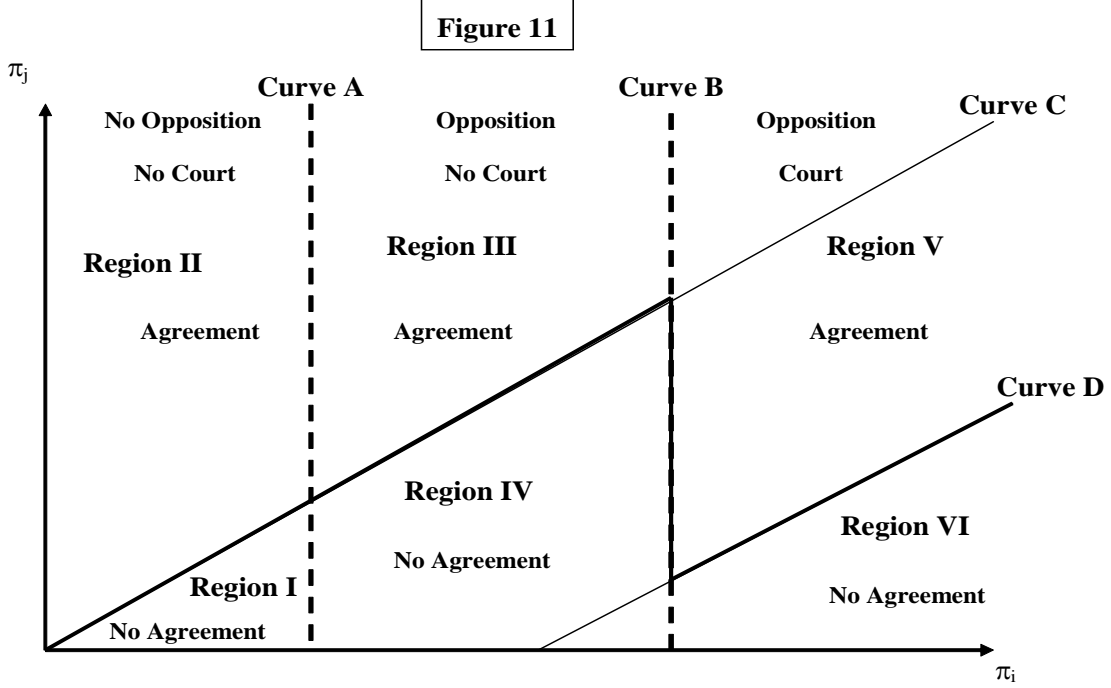 Figure 11
πj
Curve A
Curve B
Curve C
No Opposition
Opposition
Opposition
No Court
No Court
Court
Region II
Region III
Region V
Agreement
Agreement
Agreement
Curve D
Region IV
Region VI
No Agreement
Region I
No Agreement
No Agreement
πi